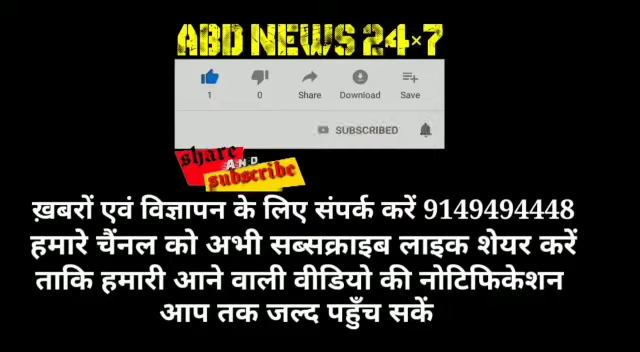 ABD NEWS 24×7
1 0 Share Download Save
SUBSCRIBED
share
AND
subscribe
ख़बरों एवं विज्ञापन के लिए संपर्क करें 9149494448
हमारे चैंनल को अभी सब्सक्राइब लाइक शेयर करें
ताकि हमारी आने वाली वीडियो की नोटिफिकेशन
आप तक जल्द पहुँच सकें